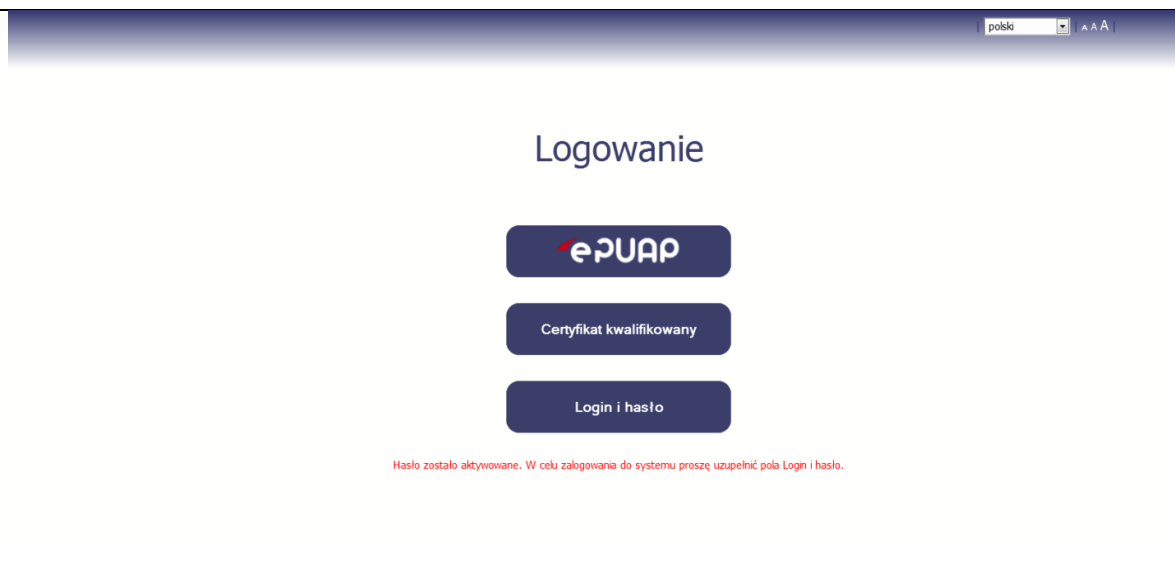 polski
A A A
Logowanie
ePUAP
Certyfikat kwalifikowany
Login i hasło
Hasło zostało aktywowane. W celu zalogowania do systemu proszę uzupełnić pola Login i hasło.